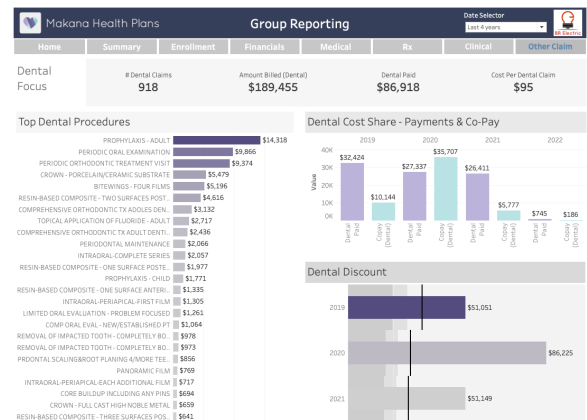 Makana Health Plans
Group Reporting
Date Selector
Last 4 years
BR Electric
Home
Summary
Enrollment
Financials
Medical
Rx
Clinical
Other Claim
Dental
Focus
# Dental Claims
918
Amount Billed (Dental)
$189,455
Dental Paid
$86,918
Cost Per Dental Claim
$95
Top Dental Procedures
PROPHYLAXIS - ADULT $14,318
PERIODIC ORAL EXAMINATION $9,866
PERIODIC ORTHODONTIC TREATMENT VISIT $9,374
CROWN - PORCELAIN/CERAMIC SUBSTRATE $5,479
BITEWINGS - FOUR FILMS $5,196
RESIN-BASED COMPOSITE - TWO SURFACES POST.. $4,616
COMPREHENSIVE ORTHODONTIC TX ADOLES DEN.. $3,132
TOPICAL APPLICATION OF FLUORIDE - ADULT $2,717
COMPREHENSIVE ORTHODONTIC TX ADULT DENTI.. $2,436
PERIODONTAL MAINTENANCE $2,066
INTRAORAL-COMPLETE SERIES $2,057
RESIN-BASED COMPOSITE - ONE SURFACE POSTE.. $1,977
PROPHYLAXIS - CHILD $1,771
RESIN-BASED COMPOSITE - ONE SURFACE ANTERI.. $1,335
INTRAORAL-PERIAPICAL-FIRST FILM $1,305
LIMITED ORAL EVALUATION - PROBLEM FOCUSED $1,261
COMP ORAL EVAL - NEW/ESTABLISHED PT $1,064
REMOVAL OF IMPACTED TOOTH - COMPLETELY BO.. $978
REMOVAL OF IMPACTED TOOTH - COMPLETELY BO.. $973
PRDONTAL SCALING&ROOT PLANING 4/MORE TEE.. $856
PANORAMIC FILM $769
INTRAORAL-PERIAPICAL-EACH ADDITIONAL FILM $717
CORE BUILDUP INCLUDING ANY PINS $694
CROWN - FULL CAST HIGH NOBLE METAL $659
RESIN-BASED COMPOSITE - THREE SURFACES POS.. $641
Dental Cost Share - Payments & Co-Pay
2019 2020 2021 2022
Value
40K
30K
20K
10K
0K
$32,424
$10,144
$27,337
$35,707
$26,411
$5,777
$745
$186
Dental Paid
Copay (Dental)
Dental Paid
Copay (Dental)
Dental Paid
Copay (Dental)
Dental Paid
Copay (Dental)
Dental Discount
2019 $51,051
2020 $86,225
2021 $51,149